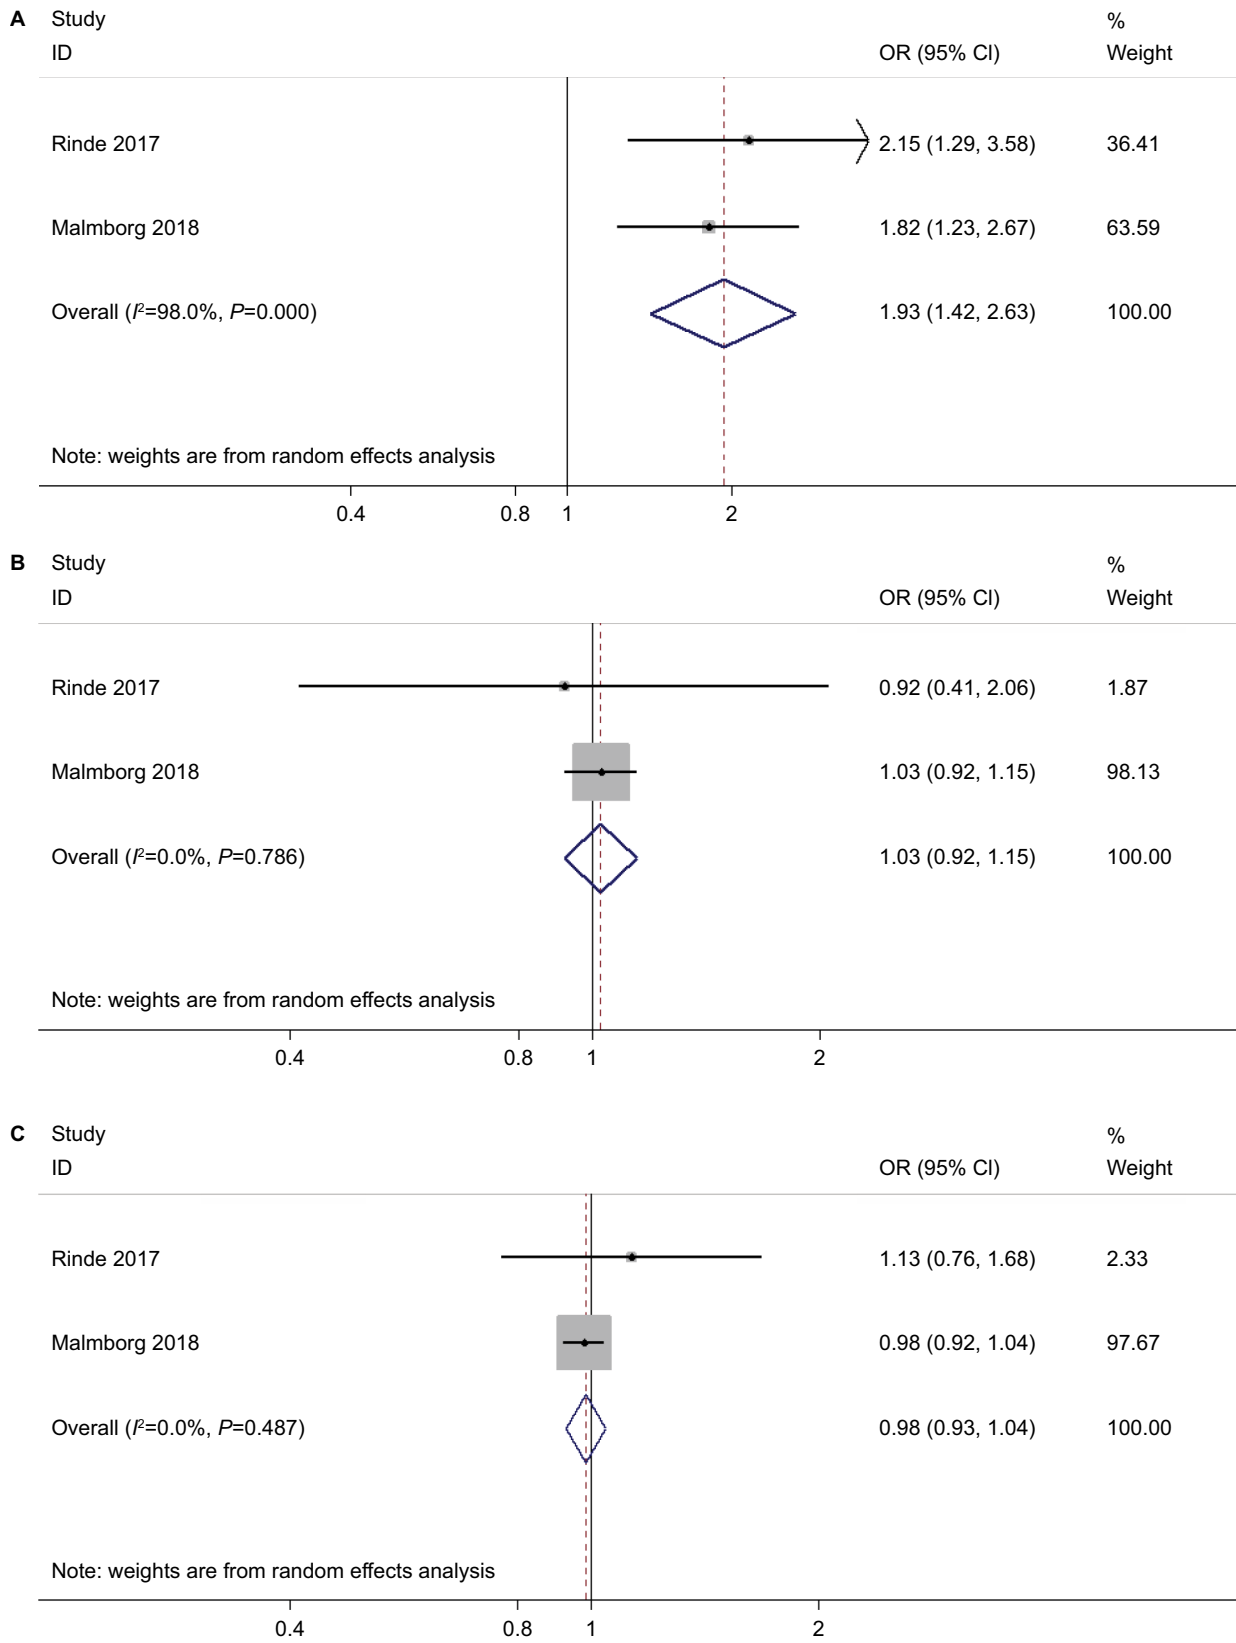 A Study %
ID OR (95% CI) Weight
Rinde 2017 2.15 (1.29, 3.58) 36.41
Malmborg 2018 1.82 (1.23, 2.67) 63.59
Overall (I²=98.0%, P=0.000) 1.93 (1.42, 2.63) 100.00
Note: weights are from random effects analysis
0.4 0.8 1 2
B Study %
ID OR (95% CI) Weight
Rinde 2017 0.92 (0.41, 2.06) 1.87
Malmborg 2018 1.03 (0.92, 1.15) 98.13
Overall (I²=0.0%, P=0.786) 1.03 (0.92, 1.15) 100.00
Note: weights are from random effects analysis
0.4 0.8 1 2
C Study %
ID OR (95% CI) Weight
Rinde 2017 1.13 (0.76, 1.68) 2.33
Malmborg 2018 0.98 (0.92, 1.04) 97.67
Overall (I²=0.0%, P=0.487) 0.98 (0.93, 1.04) 100.00
Note: weights are from random effects analysis
0.4 0.8 1 2